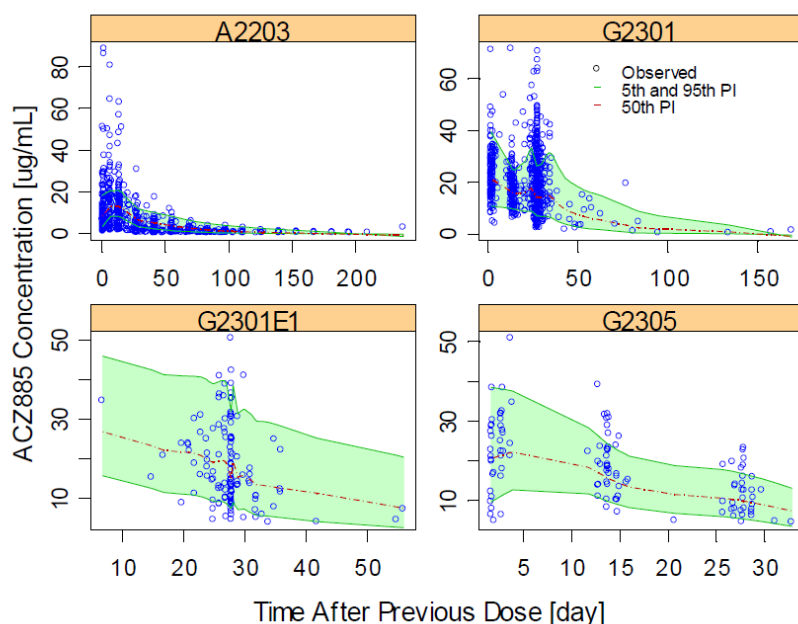 A2203
G2301
80
60
40
20
0
0 50 100 150 200
80
60
40
20
0
0 50 100 150
Observed
5th and 95th PI
50th PI
G2301E1
G2305
50
30
10
10 20 30 40 50
50
30
10
5 10 15 20 25 30
ACZ885 Concentration [ug/mL]
Time After Previous Dose [day]